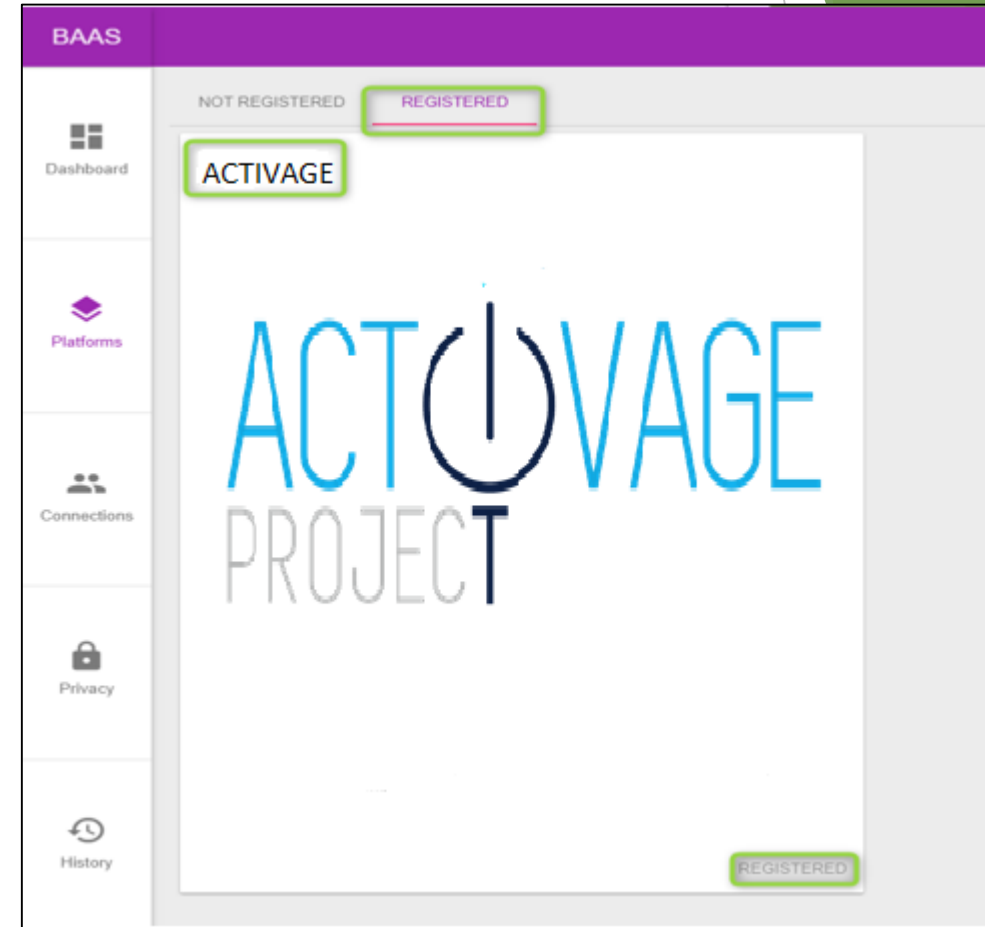 BAAS
NOT REGISTERED REGISTERED
Dashboard
ACTIVAGE
Platforms
ACTIVAGE
PROJECT
Connections
Privacy
History
REGISTERED